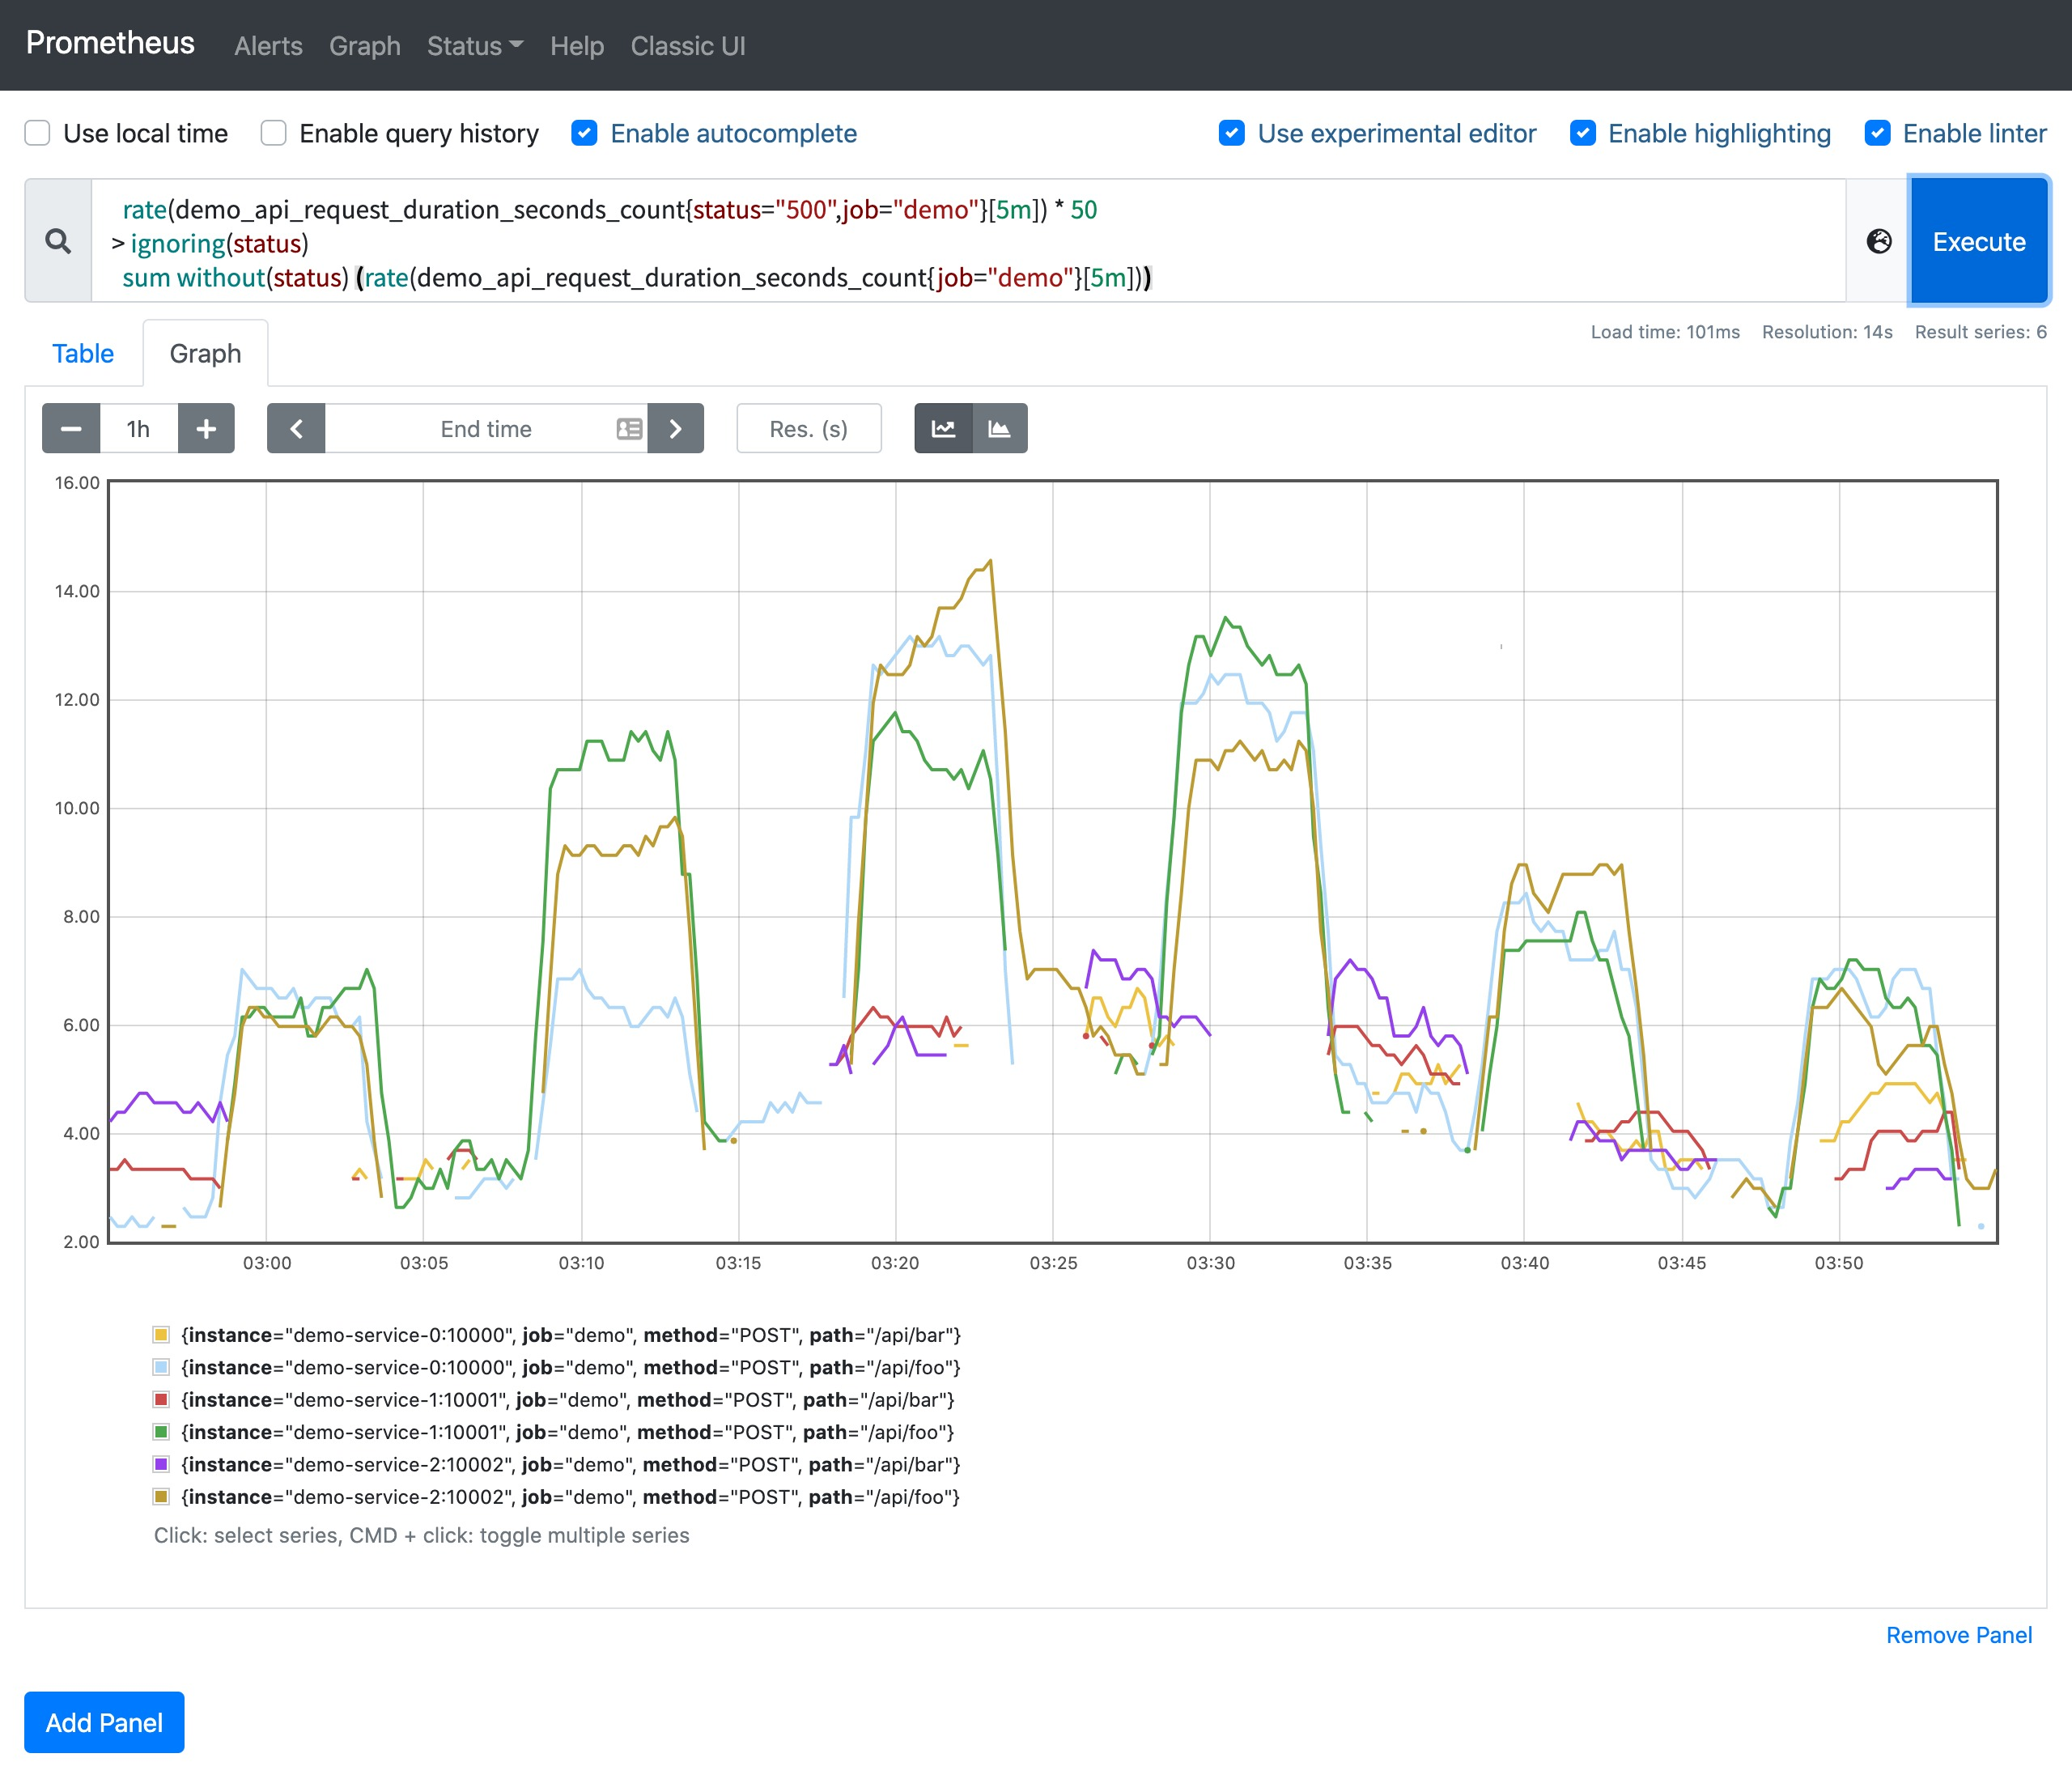 Prometheus Alerts Graph Status Help Classic UI
Use local time Enable query history Enable autocomplete Use experimental editor Enable highlighting Enable linter
rate(demo_api_request_duration_seconds_count{status="500",job="demo"}[5m]) * 50
> ignoring(status)
sum without(status) (rate(demo_api_request_duration_seconds_count{job="demo"}[5m]))
Execute
Load time: 101ms Resolution: 14s Result series: 6
Table Graph
1h End time Res. (s)
16.00
14.00
12.00
10.00
8.00
6.00
4.00
2.00
03:00 03:05 03:10 03:15 03:20 03:25 03:30 03:35 03:40 03:45 03:50
{instance="demo-service-0:10000", job="demo", method="POST", path="/api/bar"}
{instance="demo-service-0:10000", job="demo", method="POST", path="/api/foo"}
{instance="demo-service-1:10001", job="demo", method="POST", path="/api/bar"}
{instance="demo-service-1:10001", job="demo", method="POST", path="/api/foo"}
{instance="demo-service-2:10002", job="demo", method="POST", path="/api/bar"}
{instance="demo-service-2:10002", job="demo", method="POST", path="/api/foo"}
Click: select series, CMD + click: toggle multiple series
Remove Panel
Add Panel